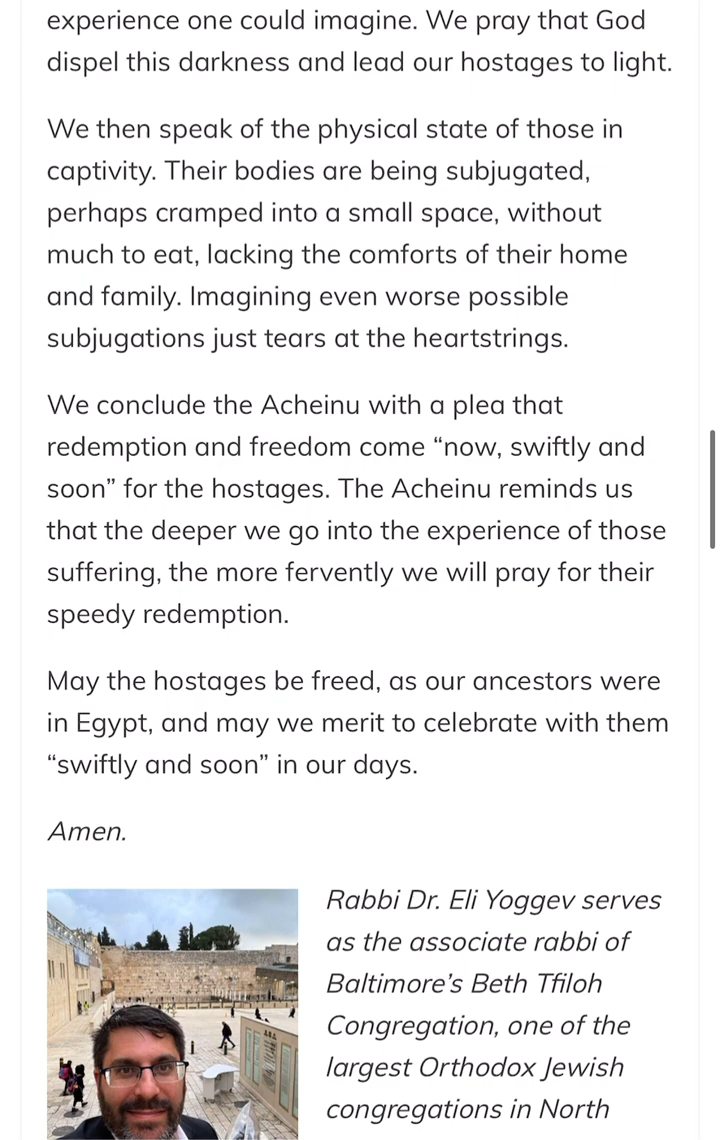 experience one could imagine. We pray that God
dispel this darkness and lead our hostages to light.
We then speak of the physical state of those in
captivity. Their bodies are being subjugated,
perhaps cramped into a small space, without
much to eat, lacking the comforts of their home
and family. Imagining even worse possible
subjugations just tears at the heartstrings.
We conclude the Acheinu with a plea that
redemption and freedom come “now, swiftly and
soon” for the hostages. The Acheinu reminds us
that the deeper we go into the experience of those
suffering, the more fervently we will pray for their
speedy redemption.
May the hostages be freed, as our ancestors were
in Egypt, and may we merit to celebrate with them
“swiftly and soon” in our days.
Amen.
Rabbi Dr. Eli Yoggev serves
as the associate rabbi of
Baltimore’s Beth Tfiloh
Congregation, one of the
largest Orthodox Jewish
congregations in North